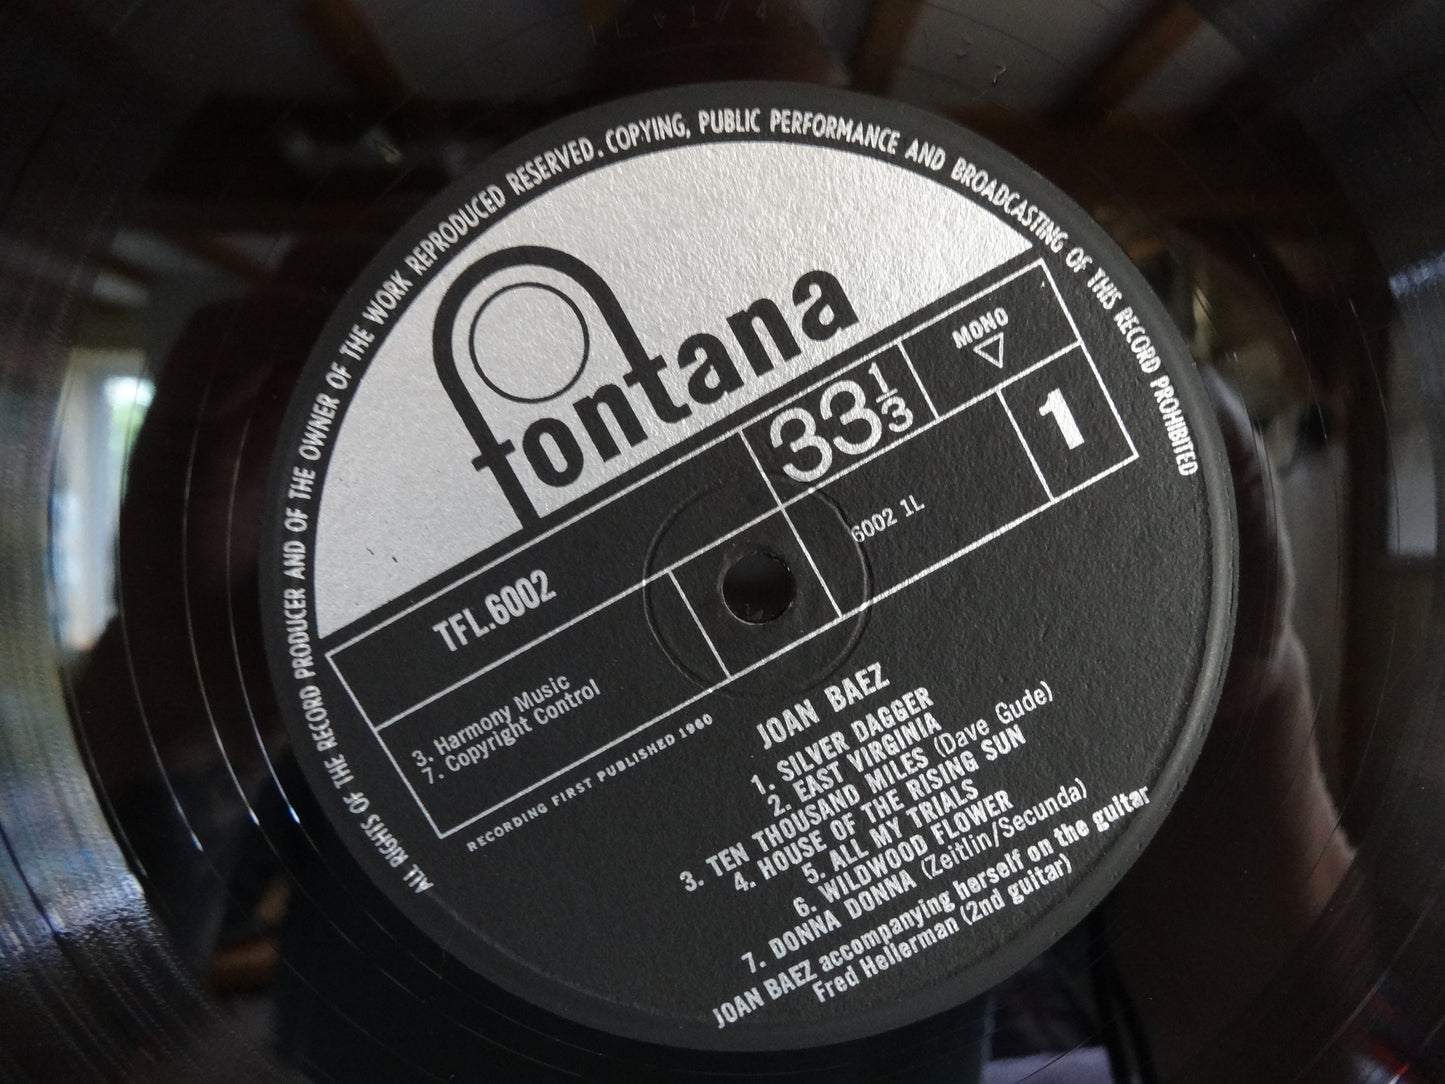 ALL RIGHTS OF THE RECORD PRODUCER AND OF THE OWNER OF THE WORK REPRODUCED RESERVED. COPYING, PUBLIC PERFORMANCE AND BROADCASTING OF THIS RECORD PROHIBITED
fontana
33⅓
MONO
1
TFL.6002
6002 1L
3. Harmony Music
7. Copyright Control
RECORDING FIRST PUBLISHED 1960
JOAN BAEZ
1. SILVER DAGGER
2. EAST VIRGINIA
3. TEN THOUSAND MILES (Dave Gude)
4. HOUSE OF THE RISING SUN
5. ALL MY TRIALS
6. WILDWOOD FLOWER
7. DONNA DONNA (Zeitlin/Secunda)
JOAN BAEZ accompanying herself on the guitar
Fred Hellerman (2nd guitar)